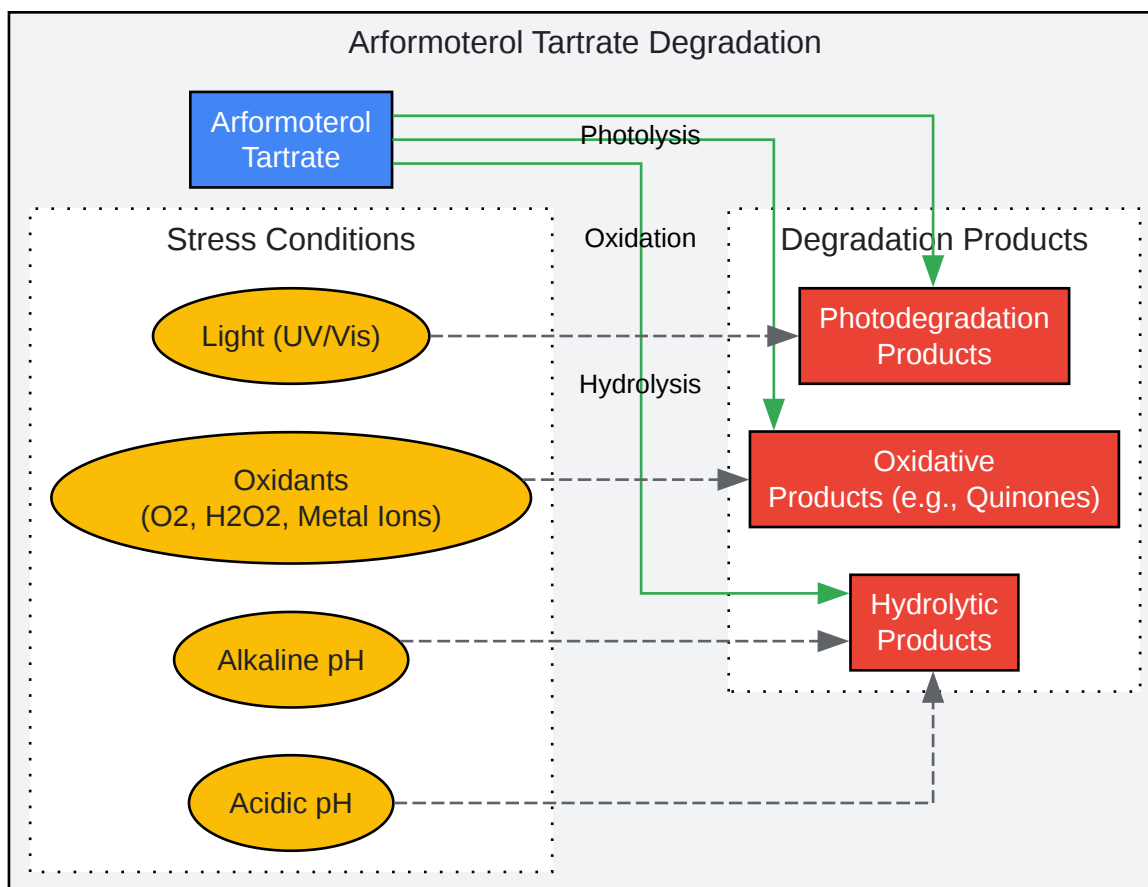 Arformoterol Tartrate Degradation
Arformoterol
Tartrate
Photolysis
Oxidation
Hydrolysis
Stress Conditions
Light (UV/Vis)
Oxidants
(O2, H2O2, Metal Ions)
Alkaline pH
Acidic pH
Degradation Products
Photodegradation
Products
Oxidative
Products (e.g., Quinones)
Hydrolytic
Products